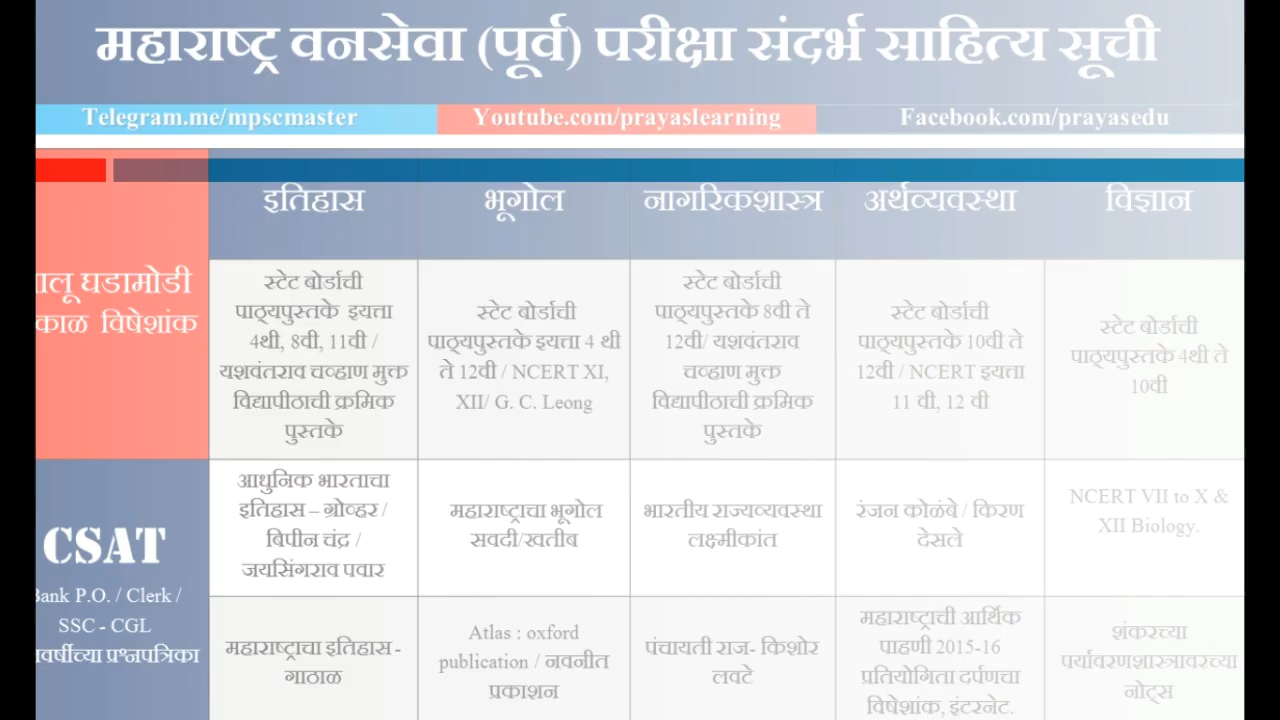 महाराष्ट्र वनसेवा (पूर्व) परीक्षा संदर्भ साहित्य सूची
Telegram.me/mpscmaster Youtube.com/prayaslearning Facebook.com/prayasedu
इतिहास भूगोल नागरिकशास्त्र अर्थव्यवस्था विज्ञान
घडामोडी
विषेशांक
स्टेट बोर्डाची
पाठ्यपुस्तके इयत्ता
4थी, 8वी, 11वी /
यशवंतराव चव्हाण मुक्त
विद्यापीठाची क्रमिक
पुस्तके
स्टेट बोर्डाची
पाठ्यपुस्तके इयत्ता 4 थी
ते 12वी / NCERT XI,
XII/ G. C. Leong
स्टेट बोर्डाची
पाठ्यपुस्तके 8वी ते
12वी/ यशवंतराव
चव्हाण मुक्त
विद्यापीठाची क्रमिक
पुस्तके
स्टेट बोर्डाची
पाठ्यपुस्तके 10वी ते
12वी / NCERT इयत्ता
11 वी, 12 वी
स्टेट बोर्डाची
पाठ्यपुस्तके 4थी ते
10वी
CSAT
P.O. / Clerk /
SSC - CGL
प्रश्नपत्रिका
आधुनिक भारताचा
इतिहास – ग्रोव्हर /
बिपीन चंद्र /
जयसिंगराव पवार
महाराष्ट्राचा भूगोल
सवदी/खतीब
भारतीय राज्यव्यवस्था
लक्ष्मीकांत
रंजन कोळंबे / किरण
देसले
NCERT VII to X &
XII Biology.
महाराष्ट्राचा इतिहास -
गाठाळ
Atlas : oxford
publication / नवनीत
प्रकाशन
पंचायती राज- किशोर
लवटे
महाराष्ट्राची आर्थिक
पाहणी 2015-16
प्रतियोगिता दर्पणचा
विषेशांक, इंटरनेट.
शंकरच्या
पर्यावरणशास्त्रावरच्या
नोट्स